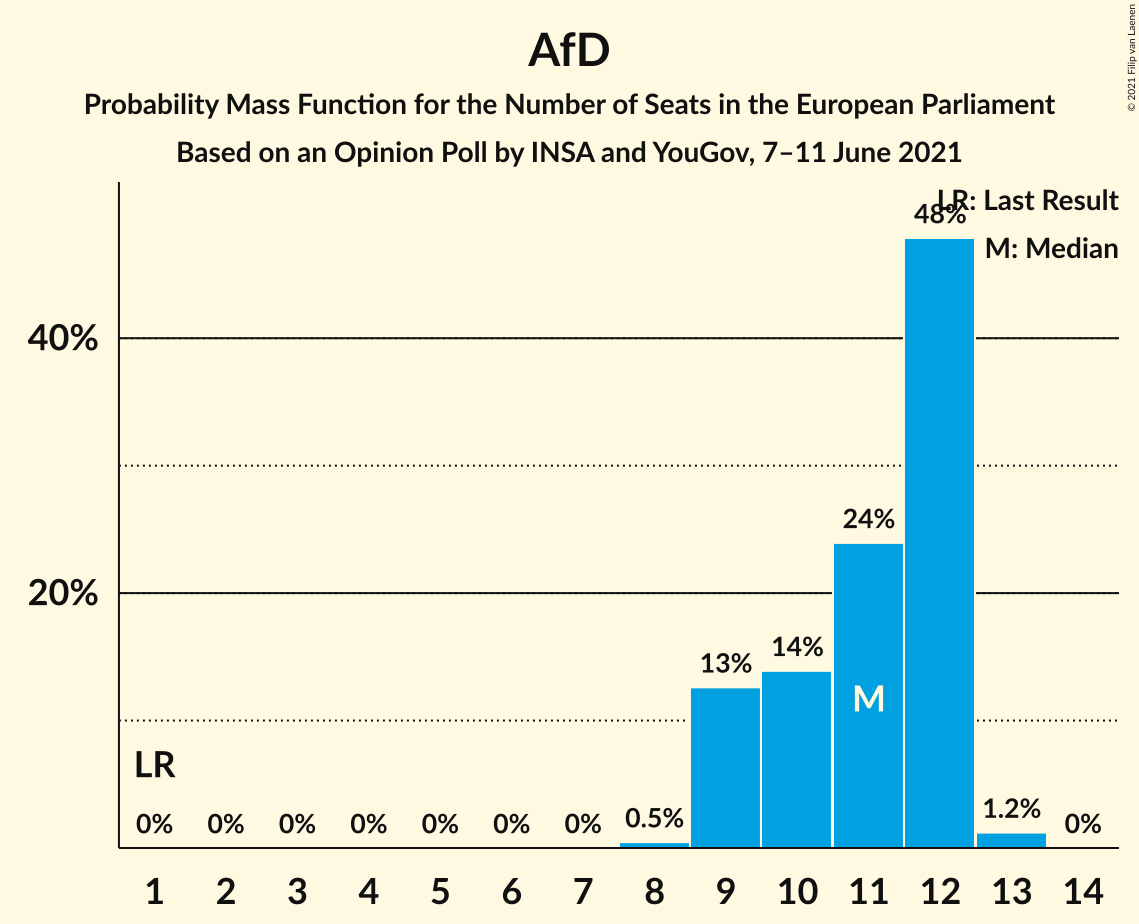 AfD
Probability Mass Function for the Number of Seats in the European Parliament
Based on an Opinion Poll by INSA and YouGov, 7–11 June 2021
© 2021 Filip van Laenen
LR: Last Result
M: Median
48%
40%
24%
20%
14%
13%
M
LR
0% 0% 0% 0% 0% 0% 0% 0.5% 1.2% 0%
1 2 3 4 5 6 7 8 9 10 11 12 13 14